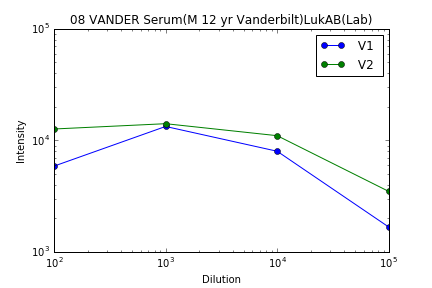 08 VANDER Serum(M 12 yr Vanderbilt)LukAB(Lab)
10^5
V1
V2
10^4
Intensity
10^3
10^2 10^3 10^4 10^5
Dilution